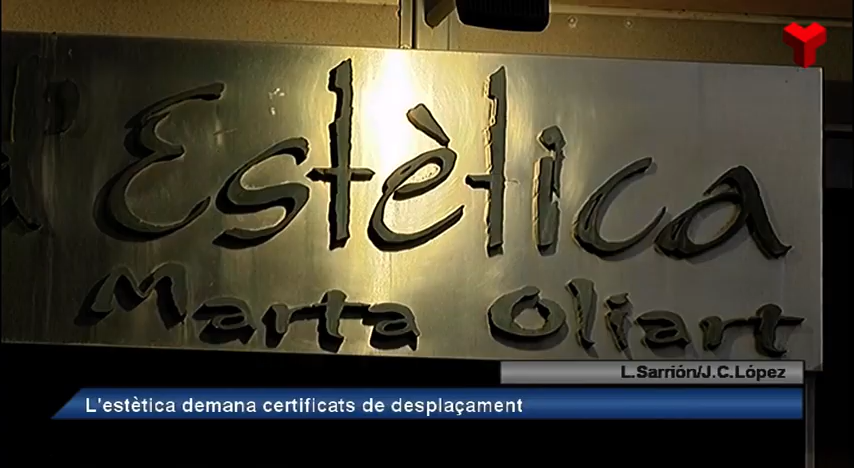 d'Estètica
Marta Oliart
L.Sarrión/J.C.López
L'estètica demana certificats de desplaçament